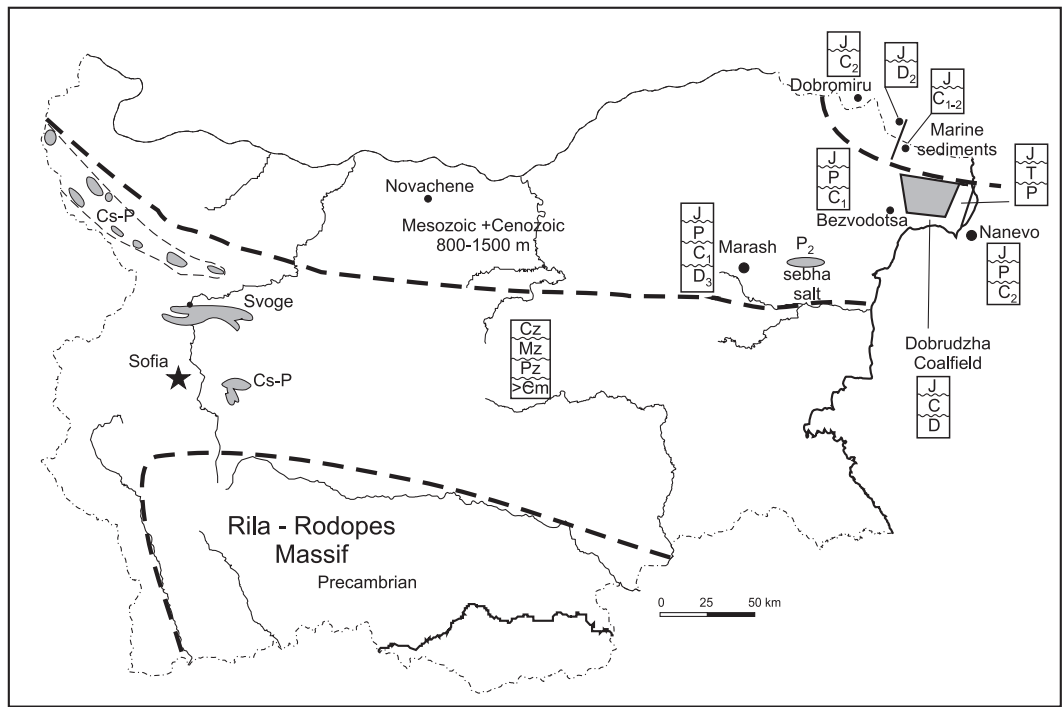 J
C2
Dobromiru
J
D2
J
C1-2
Marine
sediments
J
T
P
J
P
C1
Bezvodotsa
Nanevo
J
P
C2
Novachene
Mesozoic +Cenozoic
800-1500 m
J
P
C1
D3
Marash
P2
sebha
salt
Cs-P
Svoge
Sofia
Cs-P
Cz
Mz
Pz
>Єm
Dobrudzha
Coalfield
J
C
D
Rila - Rodopes
Massif
Precambrian
0 25 50 km